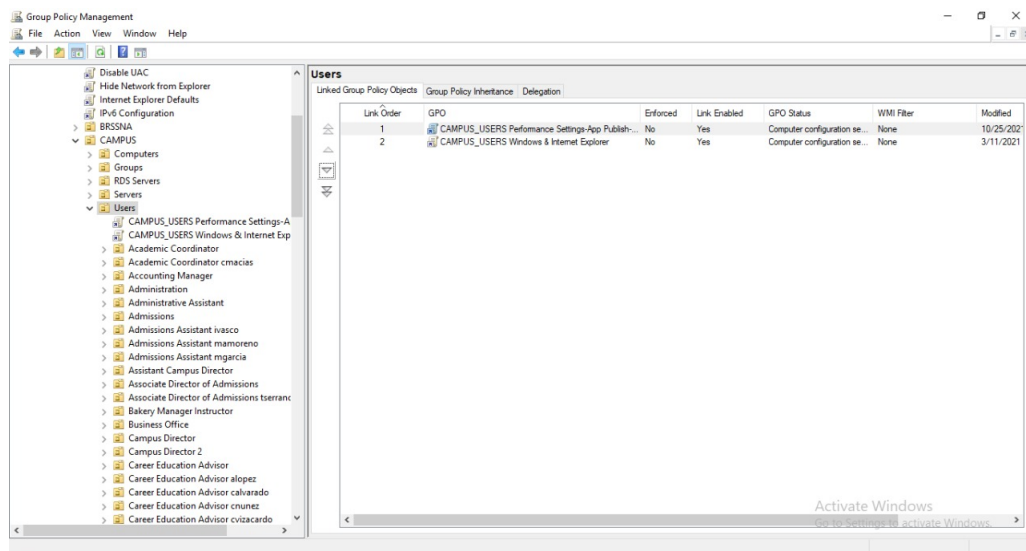 Group Policy Management
File Action View Window Help
Disable UAC
Hide Network from Explorer
Internet Explorer Defaults
IPv6 Configuration
BRSSNA
CAMPUS
Computers
Groups
RDS Servers
Servers
Users
CAMPUS_USERS Performance Settings-A
CAMPUS_USERS Windows & Internet Exp
Academic Coordinator
Academic Coordinator cmacias
Accounting Manager
Administration
Administrative Assistant
Admissions
Admissions Assistant ivasco
Admissions Assistant mamoreno
Admissions Assistant mgarcia
Assistant Campus Director
Associate Director of Admissions
Associate Director of Admissions tserranc
Bakery Manager Instructor
Business Office
Campus Director
Campus Director 2
Career Education Advisor
Career Education Advisor alopez
Career Education Advisor calvarado
Career Education Advisor cnunez
Career Education Advisor cvizacardo
Users
Linked Group Policy Objects Group Policy Inheritance Delegation
Link Order GPO Enforced Link Enabled GPO Status WMI Filter Modified
1 CAMPUS_USERS Performance Settings-App Publish-... No Yes Computer configuration se... None 10/25/202
2 CAMPUS_USERS Windows & Internet Explorer No Yes Computer configuration se... None 3/11/2021
Activate Windows
Go to Settings to activate Windows.